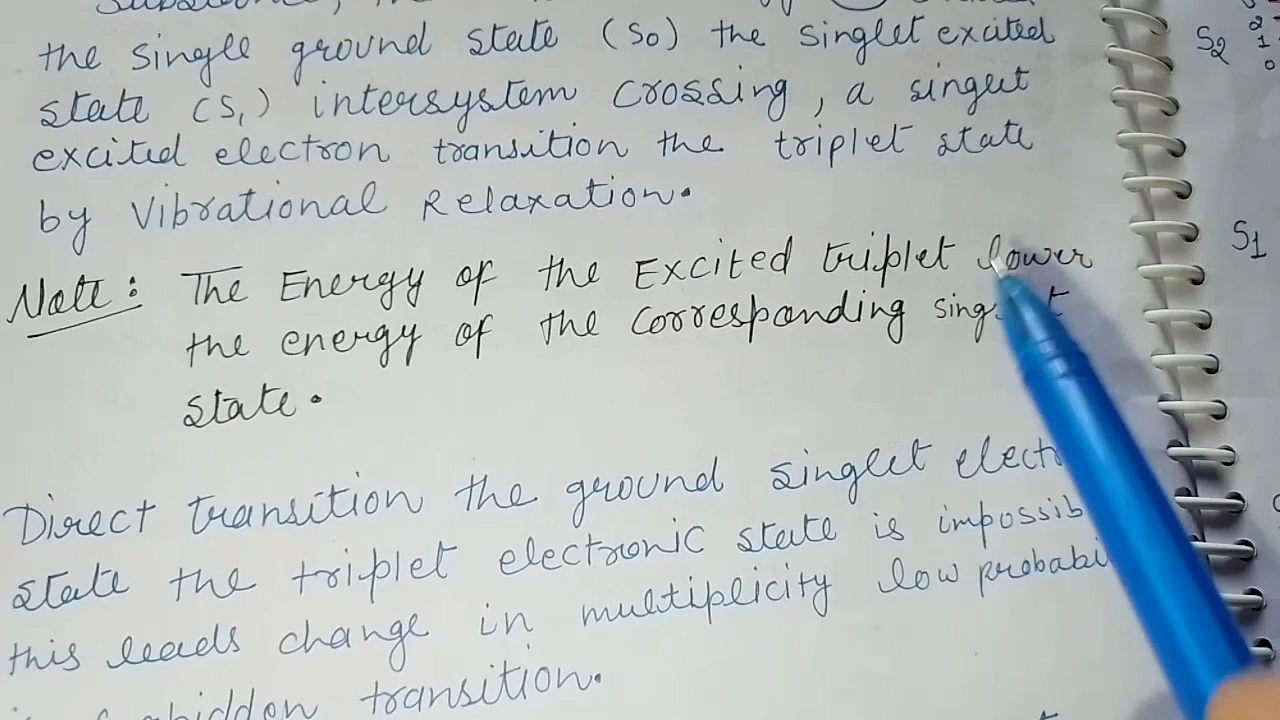 the single ground state (S0) the singlet excited
state (S1) intersystem crossing, a singut
excited electron transition the triplet state
by Vibrational Relaxation.
Note: The Energy of the Excited triplet lower
the energy of the corresponding
state.
Direct transition the ground singlet
state the triplet electronic state is
this leads change in multiplicity low
transition.
S2
2
1
0
S1